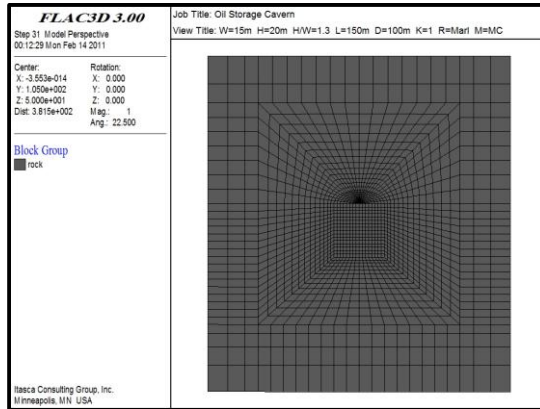 FLAC3D 3.00
Step 31 Model Perspective
00:12:29 Mon Feb 14 2011
Center:
X: -3.553e-014
Y: 1.050e+002
Z: 5.000e+001
Dist: 3.815e+002
Rotation:
X: 0.000
Y: 0.000
Z: 0.000
Mag.: 1
Ang.: 22.500
Block Group
rock
Itasca Consulting Group, Inc.
Minneapolis, MN USA
Job Title: Oil Storage Cavern
View Title: W=15m H=20m H/W=1.3 L=150m D=100m K=1 R=Marl M=MC